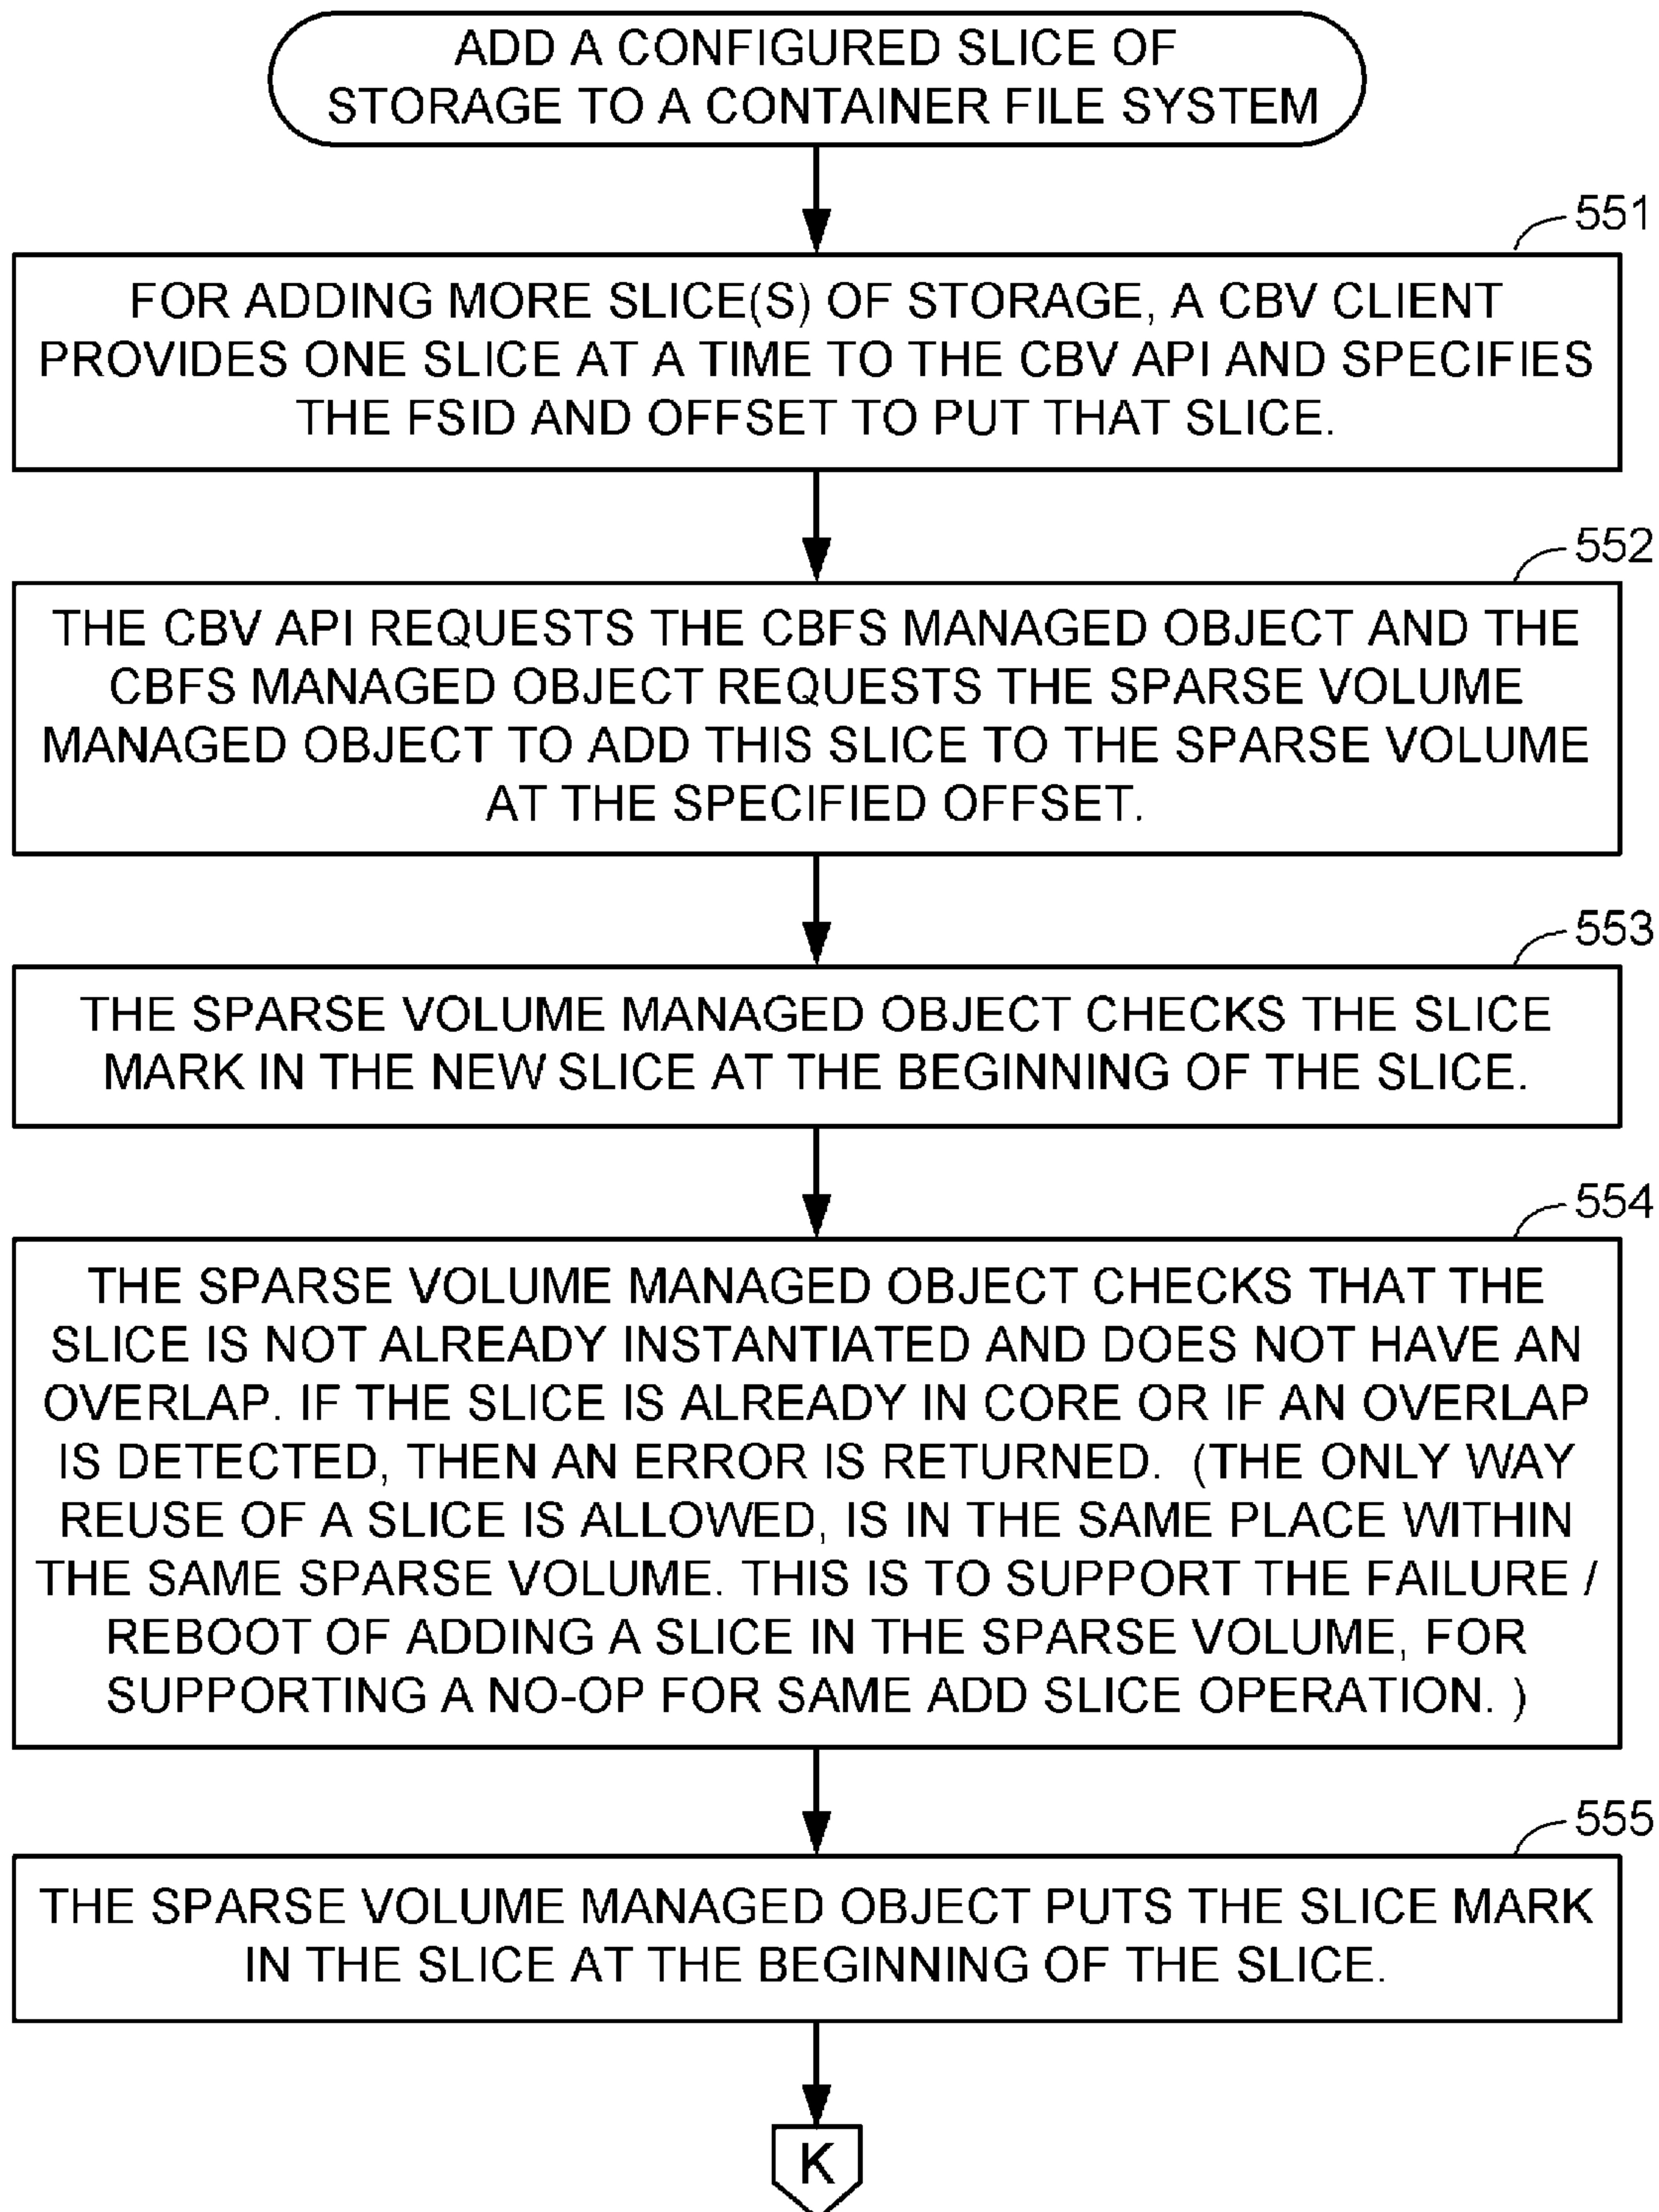 ADD A CONFIGURED SLICE OF
STORAGE TO A CONTAINER FILE SYSTEM
551
FOR ADDING MORE SLICE(S) OF STORAGE, A CBV CLIENT
PROVIDES ONE SLICE AT A TIME TO THE CBV API AND SPECIFIES
THE FSID AND OFFSET TO PUT THAT SLICE.
552
THE CBV API REQUESTS THE CBFS MANAGED OBJECT AND THE
CBFS MANAGED OBJECT REQUESTS THE SPARSE VOLUME
MANAGED OBJECT TO ADD THIS SLICE TO THE SPARSE VOLUME
AT THE SPECIFIED OFFSET.
553
THE SPARSE VOLUME MANAGED OBJECT CHECKS THE SLICE
MARK IN THE NEW SLICE AT THE BEGINNING OF THE SLICE.
554
THE SPARSE VOLUME MANAGED OBJECT CHECKS THAT THE
SLICE IS NOT ALREADY INSTANTIATED AND DOES NOT HAVE AN
OVERLAP. IF THE SLICE IS ALREADY IN CORE OR IF AN OVERLAP
IS DETECTED, THEN AN ERROR IS RETURNED. (THE ONLY WAY
REUSE OF A SLICE IS ALLOWED, IS IN THE SAME PLACE WITHIN
THE SAME SPARSE VOLUME. THIS IS TO SUPPORT THE FAILURE /
REBOOT OF ADDING A SLICE IN THE SPARSE VOLUME, FOR
SUPPORTING A NO-OP FOR SAME ADD SLICE OPERATION. )
555
THE SPARSE VOLUME MANAGED OBJECT PUTS THE SLICE MARK
IN THE SLICE AT THE BEGINNING OF THE SLICE.
K